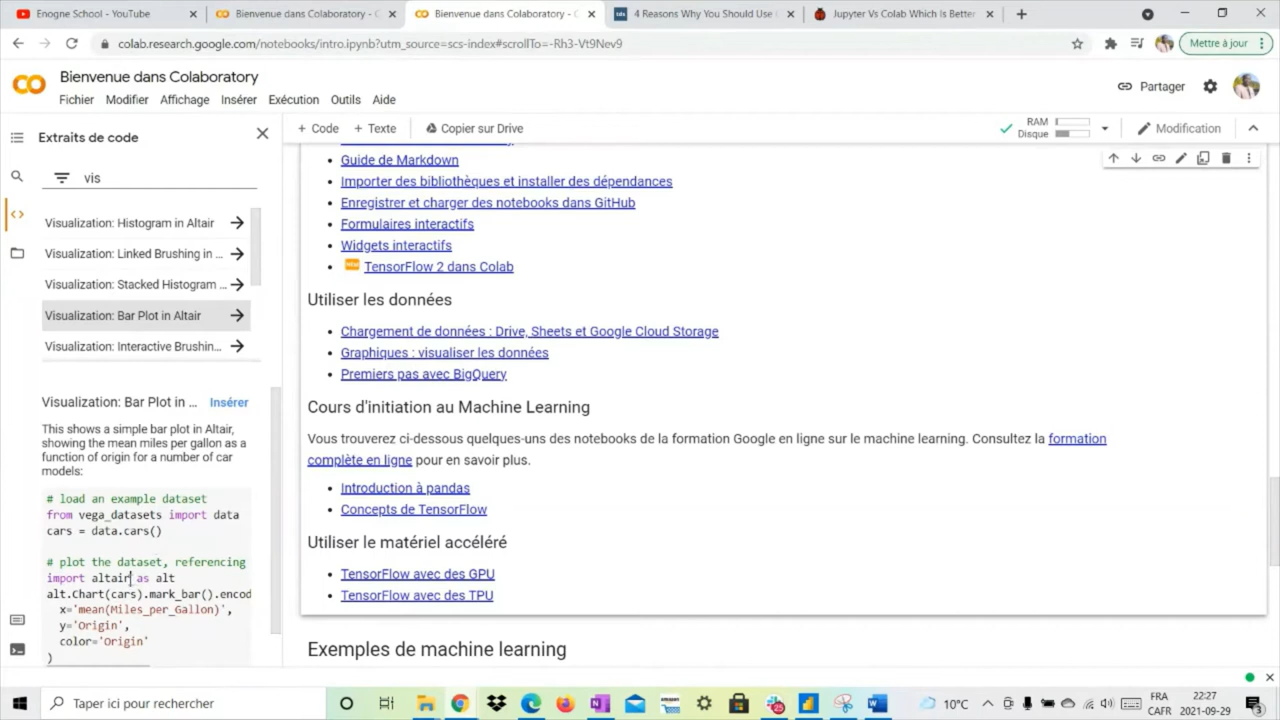 Enogne School - YouTube
Bienvenue dans Colaboratory - C
Bienvenue dans Colaboratory - C
4 Reasons Why You Should Use
Jupyter Vs Colab Which Is Better
colab.research.google.com/notebooks/intro.ipynb?utm_source=scs-index#scrollTo=-Rh3-Vt9Nev9
Mettre à jour
Bienvenue dans Colaboratory
Fichier Modifier Affichage Insérer Exécution Outils Aide
Partager
Extraits de code
+ Code + Texte Copier sur Drive
RAM
Disque
Modification
vis
Visualization: Histogram in Altair
Visualization: Linked Brushing in ...
Visualization: Stacked Histogram ...
Visualization: Bar Plot in Altair
Visualization: Interactive Brushin...
Visualization: Bar Plot in ... Insérer
This shows a simple bar plot in Altair,
showing the mean miles per gallon as a
function of origin for a number of car
models:
# load an example dataset
from vega_datasets import data
cars = data.cars()
# plot the dataset, referencing
import altair as alt
alt.Chart(cars).mark_bar().encod
x='mean(Miles_per_Gallon)',
y='Origin',
color='Origin'
)
Guide de Markdown
Importer des bibliothèques et installer des dépendances
Enregistrer et charger des notebooks dans GitHub
Formulaires interactifs
Widgets interactifs
TensorFlow 2 dans Colab
Utiliser les données
Chargement de données : Drive, Sheets et Google Cloud Storage
Graphiques : visualiser les données
Premiers pas avec BigQuery
Cours d'initiation au Machine Learning
Vous trouverez ci-dessous quelques-uns des notebooks de la formation Google en ligne sur le machine learning. Consultez la formation
complète en ligne pour en savoir plus.
Introduction à pandas
Concepts de TensorFlow
Utiliser le matériel accéléré
TensorFlow avec des GPU
TensorFlow avec des TPU
Exemples de machine learning
Taper ici pour rechercher
10°C
FRA
CAFR
22:27
2021-09-29